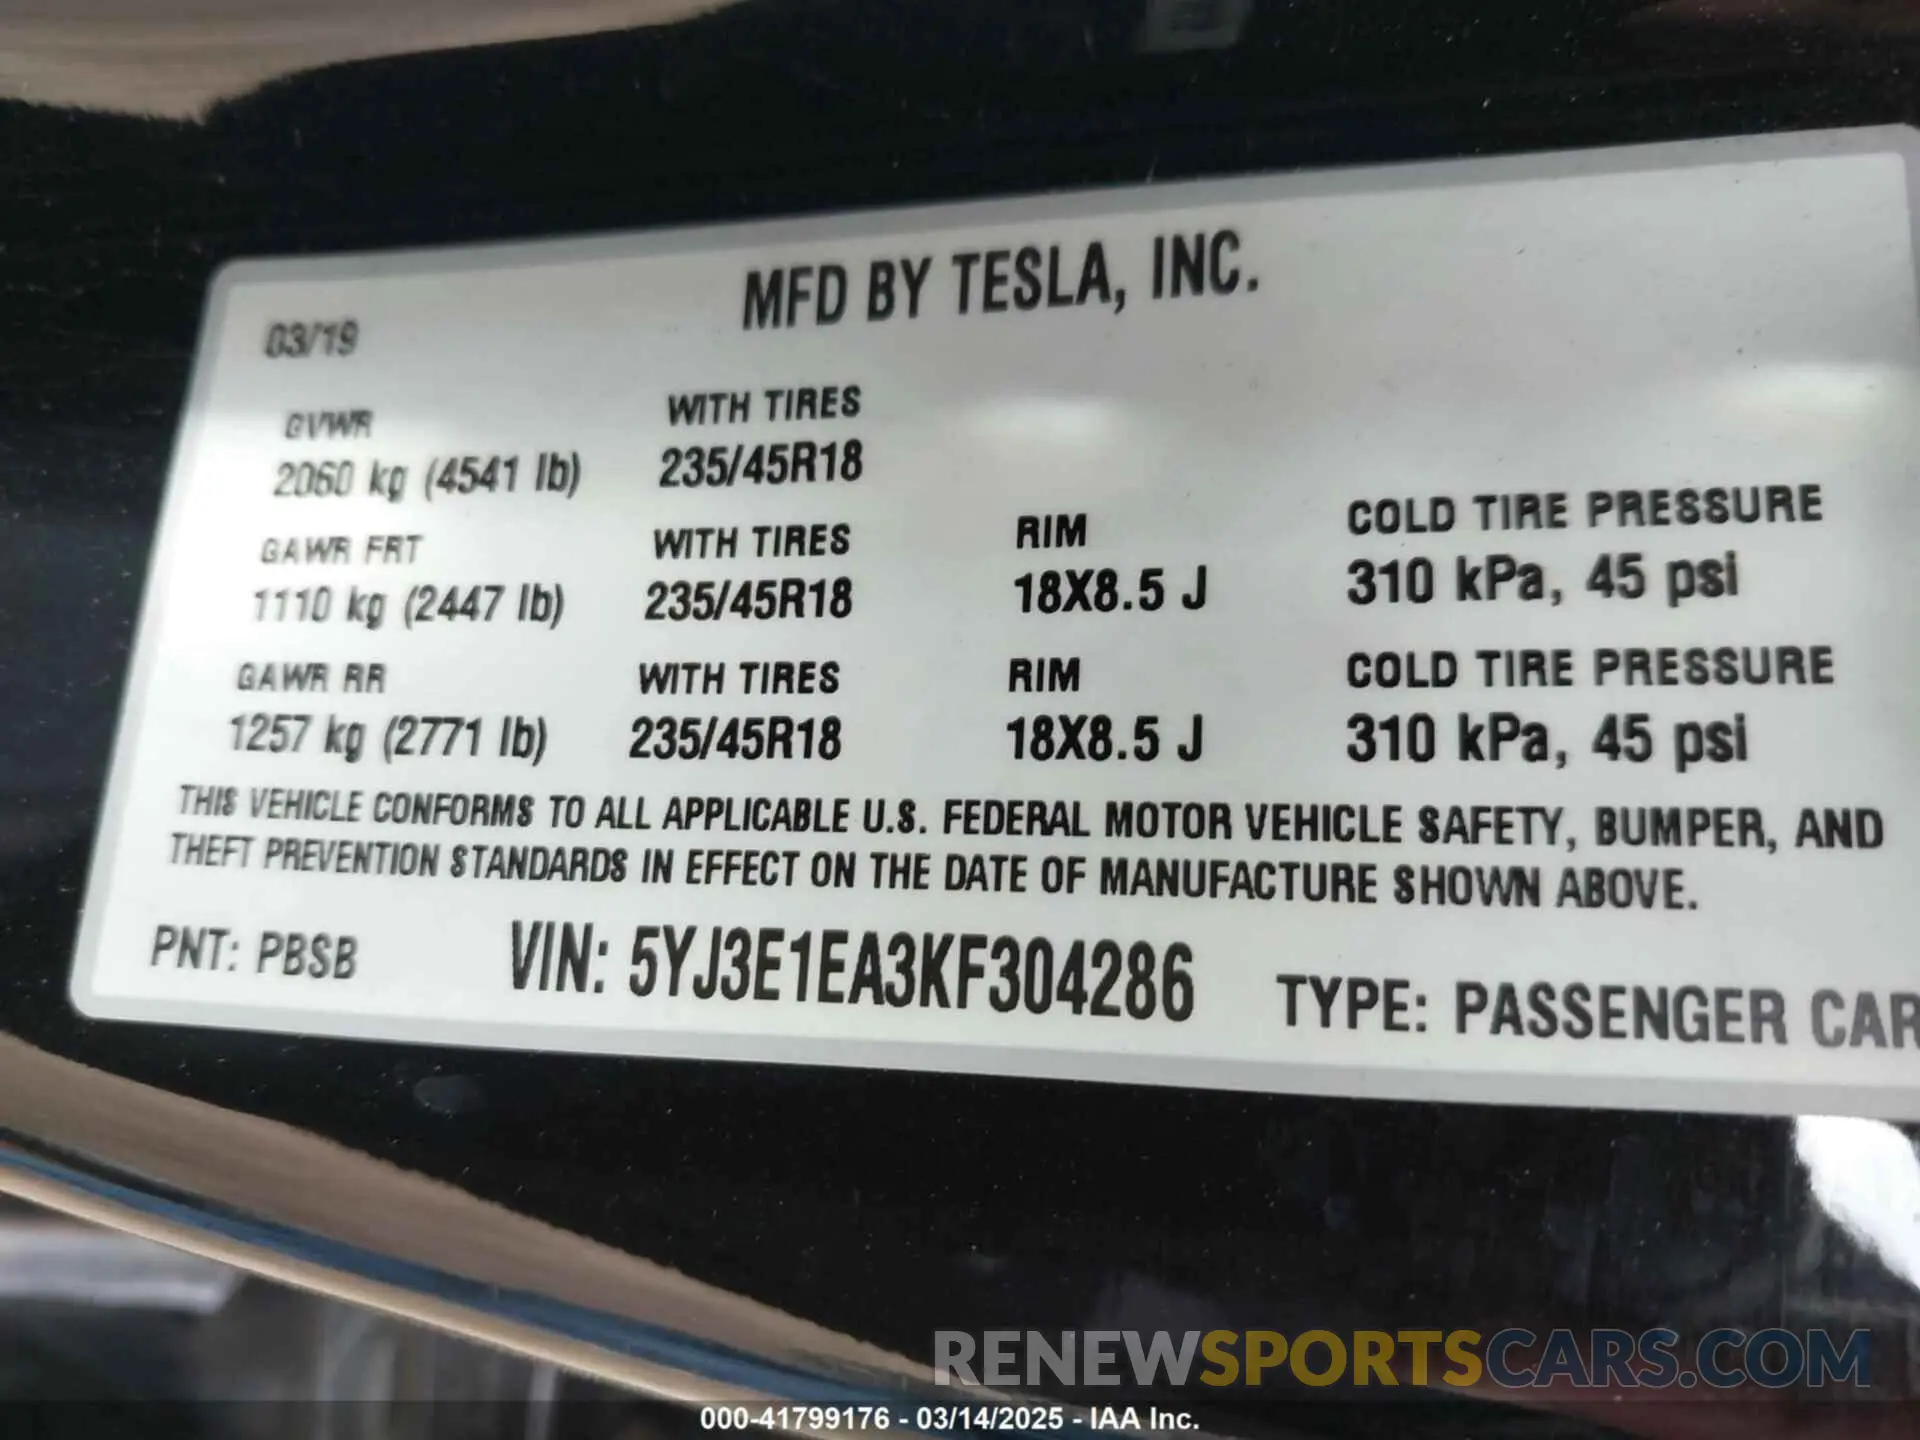 MFD BY TESLA, INC.
03/19
GVWR WITH TIRES
2060 kg (4541 lb) 235/45R18
GAWR FRT WITH TIRES RIM COLD TIRE PRESSURE
1110 kg (2447 lb) 235/45R18 18X8.5 J 310 kPa, 45 psi
GAWR RR WITH TIRES RIM COLD TIRE PRESSURE
1257 kg (2771 lb) 235/45R18 18X8.5 J 310 kPa, 45 psi
THIS VEHICLE CONFORMS TO ALL APPLICABLE U.S. FEDERAL MOTOR VEHICLE SAFETY, BUMPER, AND
THEFT PREVENTION STANDARDS IN EFFECT ON THE DATE OF MANUFACTURE SHOWN ABOVE.
PNT: PBSB VIN: 5YJ3E1EA3KF304286 TYPE: PASSENGER CAR
RENEWSPORTSCARS.COM
000-41799176 - 03/14/2025 - IAA Inc.